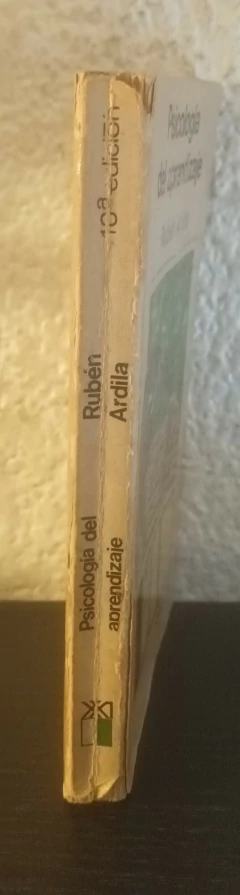 Psicología del
aprendizaje
Rubén
Ardila
10ª edición
Psicología
del aprendizaje